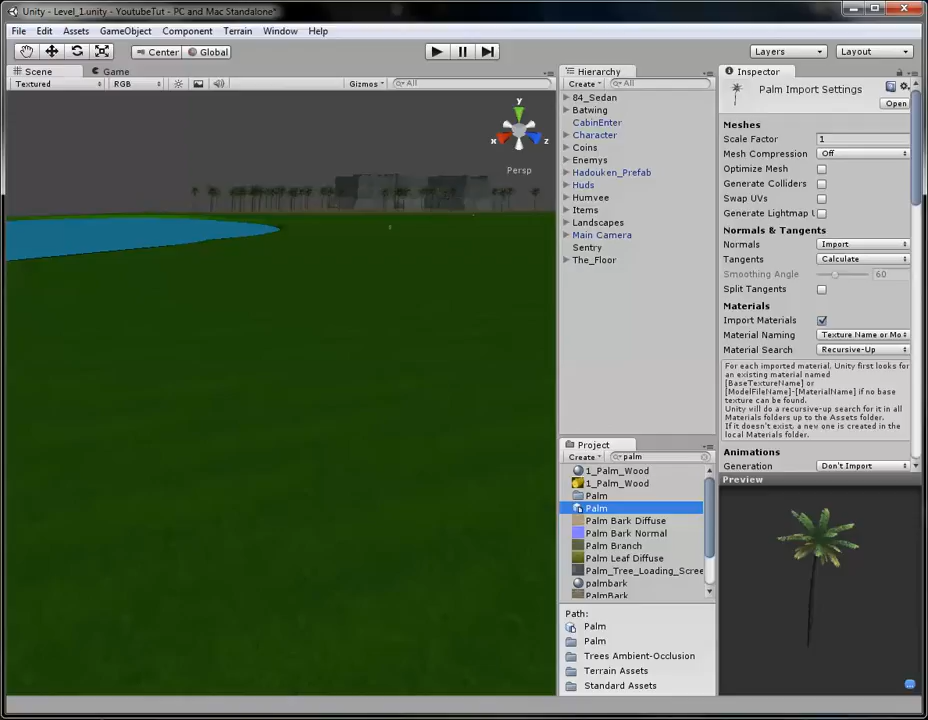 Unity - Level_1.unity - YoutubeTut - PC and Mac Standalone*
File Edit Assets GameObject Component Terrain Window Help
Center Global Layers Layout
Scene Game
Textured RGB Gizmos All
y
x z
Persp
Hierarchy
Create All
84_Sedan
Batwing
CabinEnter
Character
Coins
Enemys
Hadouken_Prefab
Huds
Humvee
Items
Landscapes
Main Camera
Sentry
The_Floor
Project
Create palm
1_Palm_Wood
1_Palm_Wood
Palm
Palm
Palm Bark Diffuse
Palm Bark Normal
Palm Branch
Palm Leaf Diffuse
Palm_Tree_Loading_Scree
palmbark
PalmBark
Path:
Palm
Palm
Trees Ambient-Occlusion
Terrain Assets
Standard Assets
Inspector
Palm Import Settings
Open
Meshes
Scale Factor 1
Mesh Compression Off
Optimize Mesh
Generate Colliders
Swap UVs
Generate Lightmap U
Normals & Tangents
Normals Import
Tangents Calculate
Smoothing Angle 60
Split Tangents
Materials
Import Materials
Material Naming Texture Name or Mo
Material Search Recursive-Up
For each imported material, Unity first looks for
an existing material named
[BaseTextureName] or
[ModelFileName]-[MaterialName] if no base
texture can be found.
Unity will do a recursive-up search for it in all
Materials folders up to the Assets folder.
If it doesn't exist, a new one is created in the
local Materials folder.
Animations
Generation Don't Import
Preview